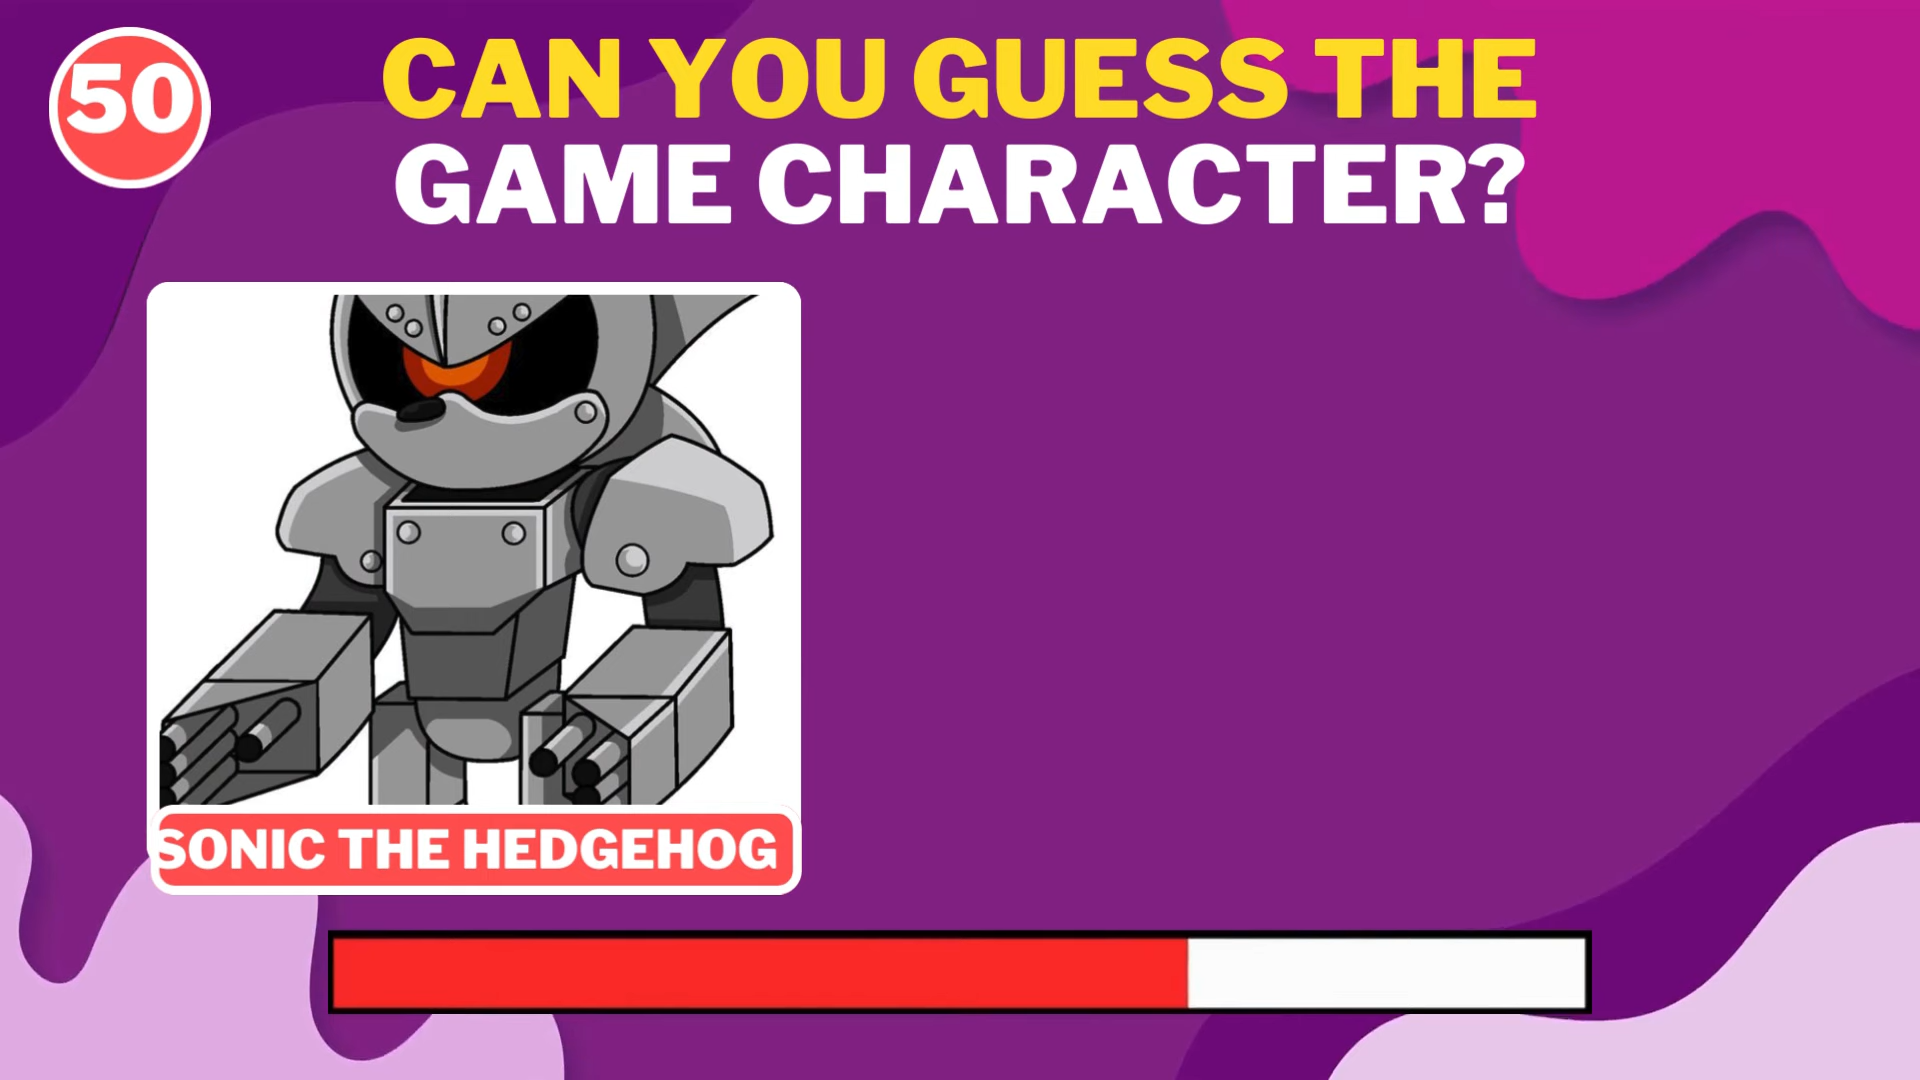 50
CAN YOU GUESS THE
GAME CHARACTER?
SONIC THE HEDGEHOG